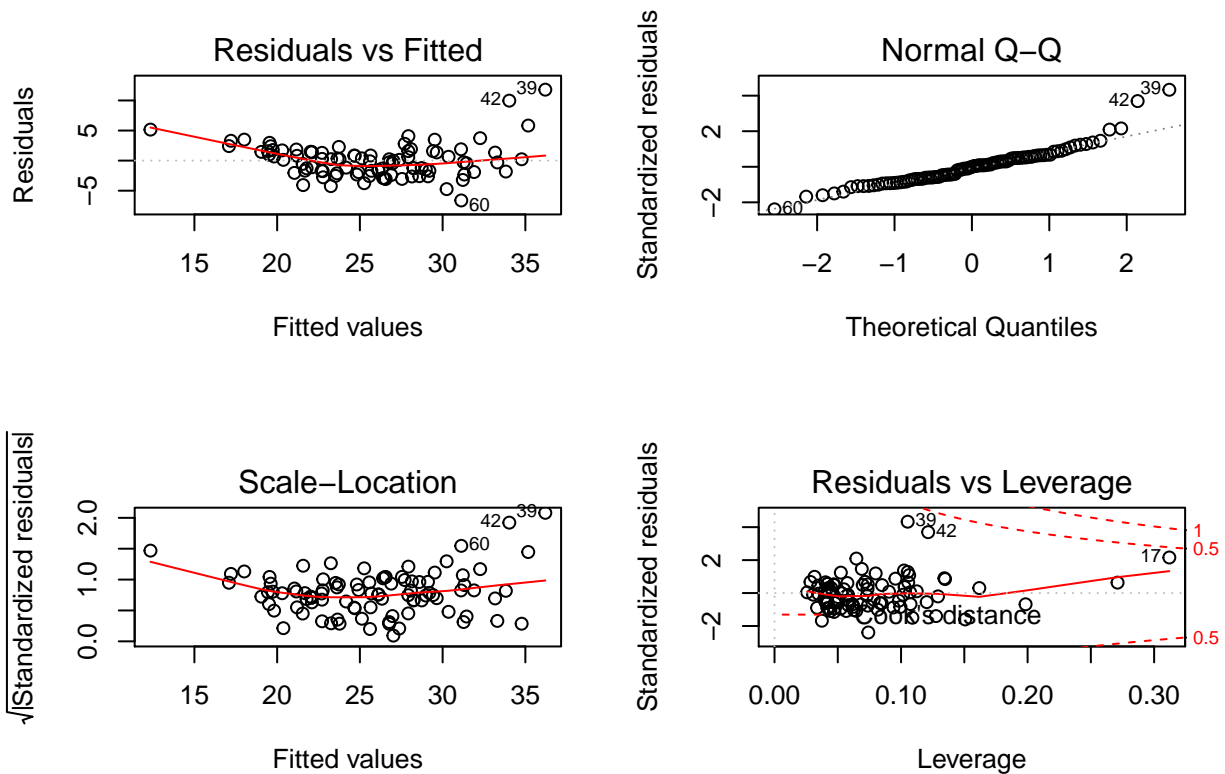 Residuals vs Fitted
Residuals
5
−5
39
42
60
15 20 25 30 35
Fitted values
Normal Q−Q
Standardized residuals
2
−2
39
42
60
−2 −1 0 1 2
Theoretical Quantiles
Scale−Location
√|Standardized residuals|
2.0
1.0
0.0
39
42
60
15 20 25 30 35
Fitted values
Residuals vs Leverage
Standardized residuals
2
−2
39
42
17
1
0.5
0.5
Cook's distance
0.00 0.10 0.20 0.30
Leverage